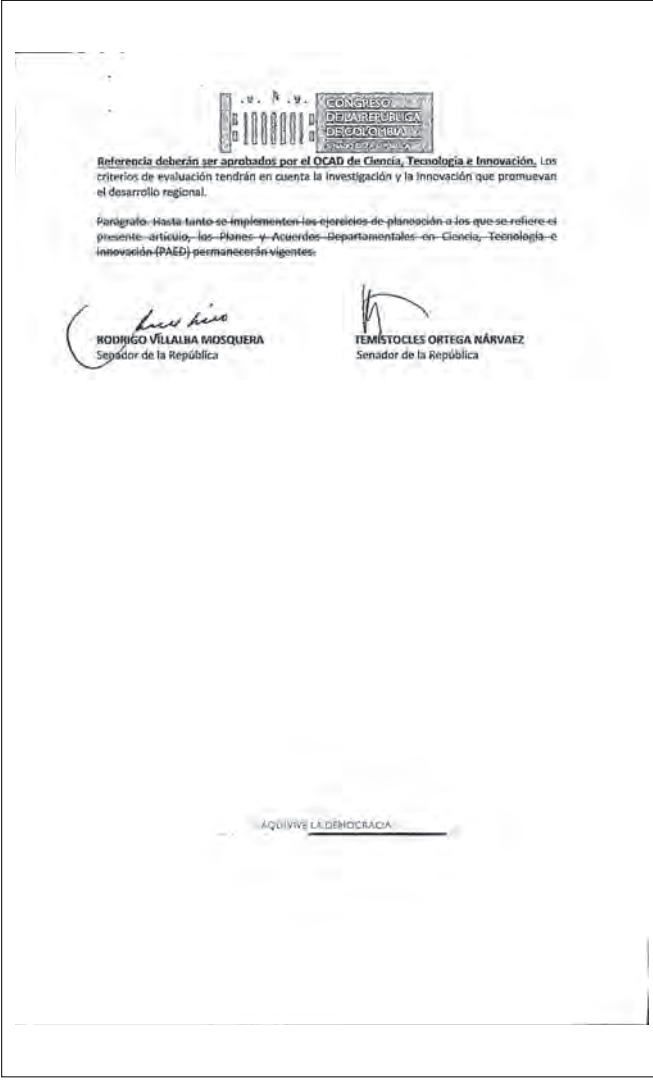 CONGRESO
DE LA REPÚBLICA
DE COLOMBIA
Referencia deberán ser aprobados por el OCAD de Ciencia, Tecnología e Innovación. Los
criterios de evaluación tendrán en cuenta la investigación y la innovación que promuevan
el desarrollo regional.
Parágrafo. Hasta tanto se implementen los ejercicios de planeación a los que se refiere el
presente artículo, los Planes y Acuerdos Departamentales en Ciencia, Tecnología e
Innovación (PAED) permanecerán vigentes.
RODRIGO VILLALBA MOSQUERA
Senador de la República
TEMISTOCLES ORTEGA NÁRVAEZ
Senador de la República
AQUÍ VIVE LA DEMOCRACIA